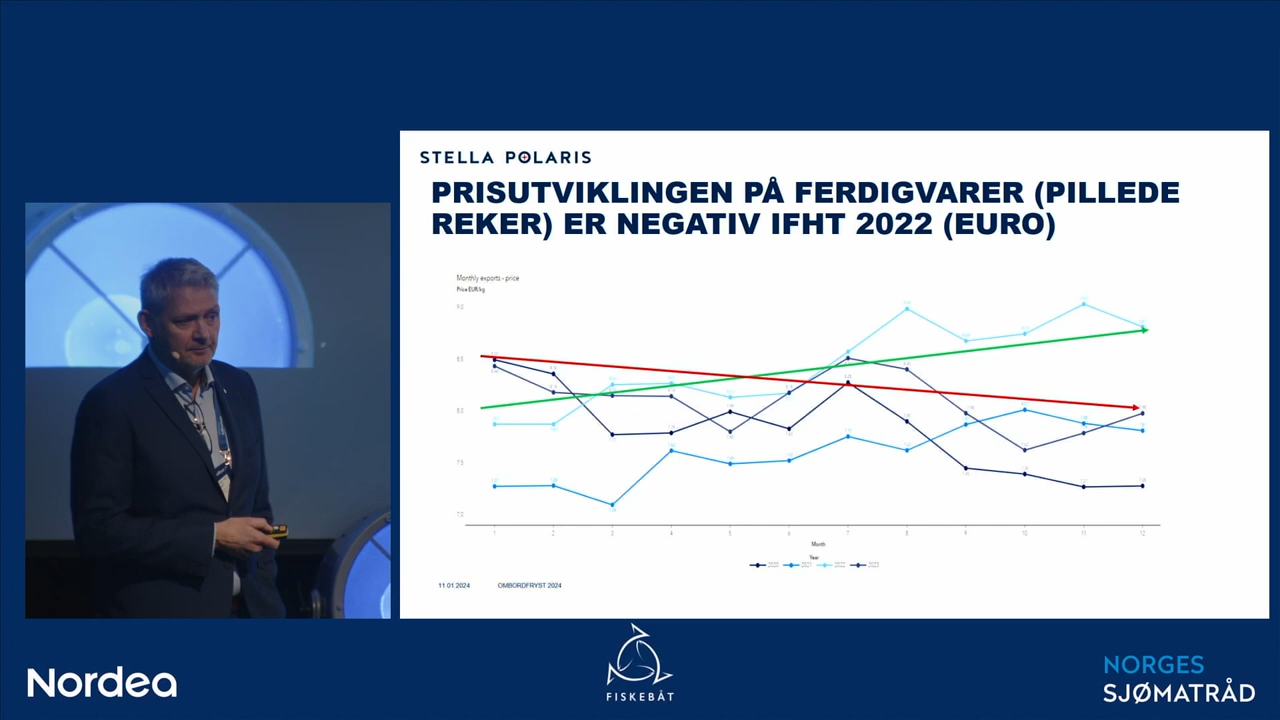 STELLA POLARIS
PRISUTVIKLINGEN PÅ FERDIGVARER (PILLEDE
REKER) ER NEGATIV IFHT 2022 (EURO)
Monthly exports - price
Price EUR/kg
9,0
8,5
8,0
7,5
7,0
1 2 3 4 5 6 7 8 9 10 11 12
Month
Year
2020 2021 2022 2023
11.01.2024 OMBORDFRYST 2024
Nordea
FISKEBÅT
NORGES
SJØMATRÅD